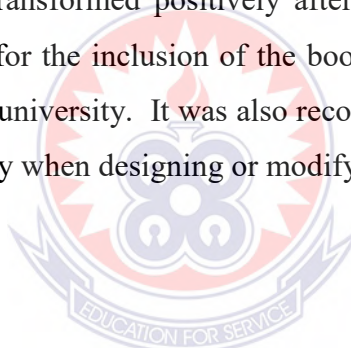 ransformed positively after
for the inclusion of the boo
university. It was also reco
y when designing or modify
EDUCATION FOR SERVICE